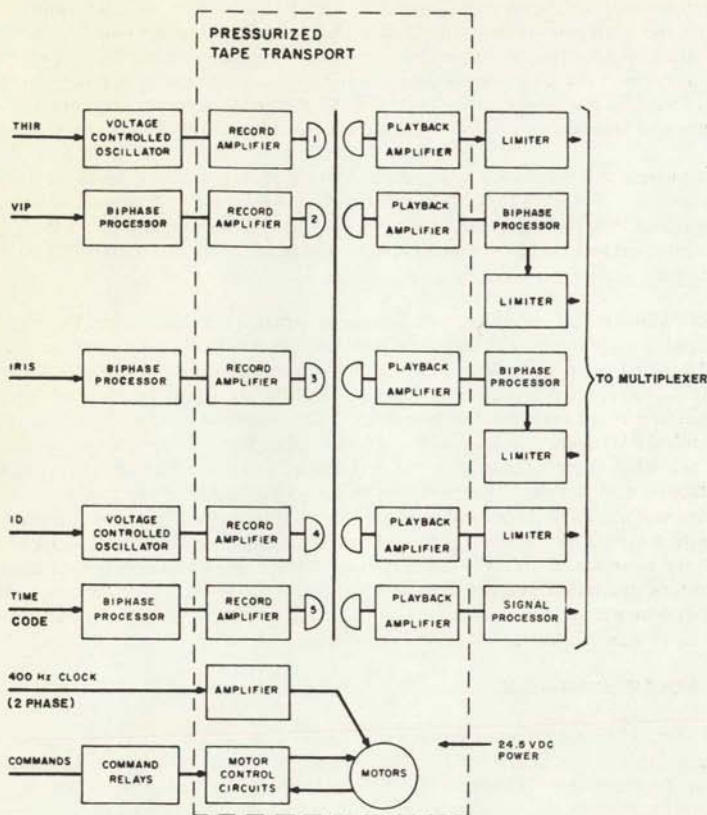 PRESSURIZED
TAPE TRANSPORT
THIR
VOLTAGE
CONTROLLED
OSCILLATOR
RECORD
AMPLIFIER
1
PLAYBACK
AMPLIFIER
LIMITER
VIP
BIPHASE
PROCESSOR
RECORD
AMPLIFIER
2
PLAYBACK
AMPLIFIER
BIPHASE
PROCESSOR
LIMITER
IRIS
BIPHASE
PROCESSOR
RECORD
AMPLIFIER
3
PLAYBACK
AMPLIFIER
BIPHASE
PROCESSOR
TO MULTIPLEXER
LIMITER
ID
VOLTAGE
CONTROLLED
OSCILLATOR
RECORD
AMPLIFIER
4
PLAYBACK
AMPLIFIER
LIMITER
TIME
CODE
BIPHASE
PROCESSOR
RECORD
AMPLIFIER
5
PLAYBACK
AMPLIFIER
SIGNAL
PROCESSOR
400 Hz CLOCK
(2 PHASE)
AMPLIFIER
COMMANDS
COMMAND
RELAYS
MOTOR
CONTROL
CIRCUITS
MOTORS
24.5 VDC
POWER